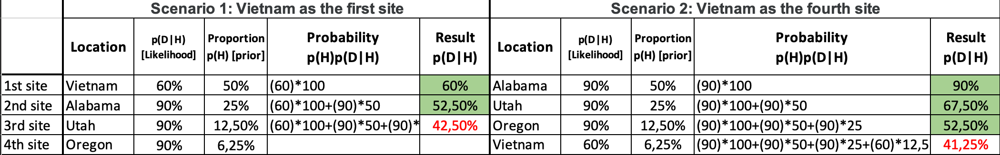 Scenario 1: Vietnam as the first site Scenario 2: Vietnam as the fourth site
Location p(D|H) [Likelihood] Proportion p(H) [prior] Probability p(H)p(D|H) Result p(D|H) Location p(D|H) [Likelihood] Proportion p(H) [prior] Probability p(H)p(D|H) Result p(D|H)
1st site Vietnam 60% 50% (60)*100 60% Alabama 90% 50% (90)*100 90%
2nd site Alabama 90% 25% (60)*100+(90)*50 52,50% Utah 90% 25% (90)*100+(90)*50 67,50%
3rd site Utah 90% 12,50% (60)*100+(90)*50+(90)* 42,50% Oregon 90% 12,50% (90)*100+(90)*50+(90)*25 52,50%
4th site Oregon 90% 6,25% Vietnam 60% 6,25% (90)*100+(90)*50+(90)*25+(60)*12,5 41,25%